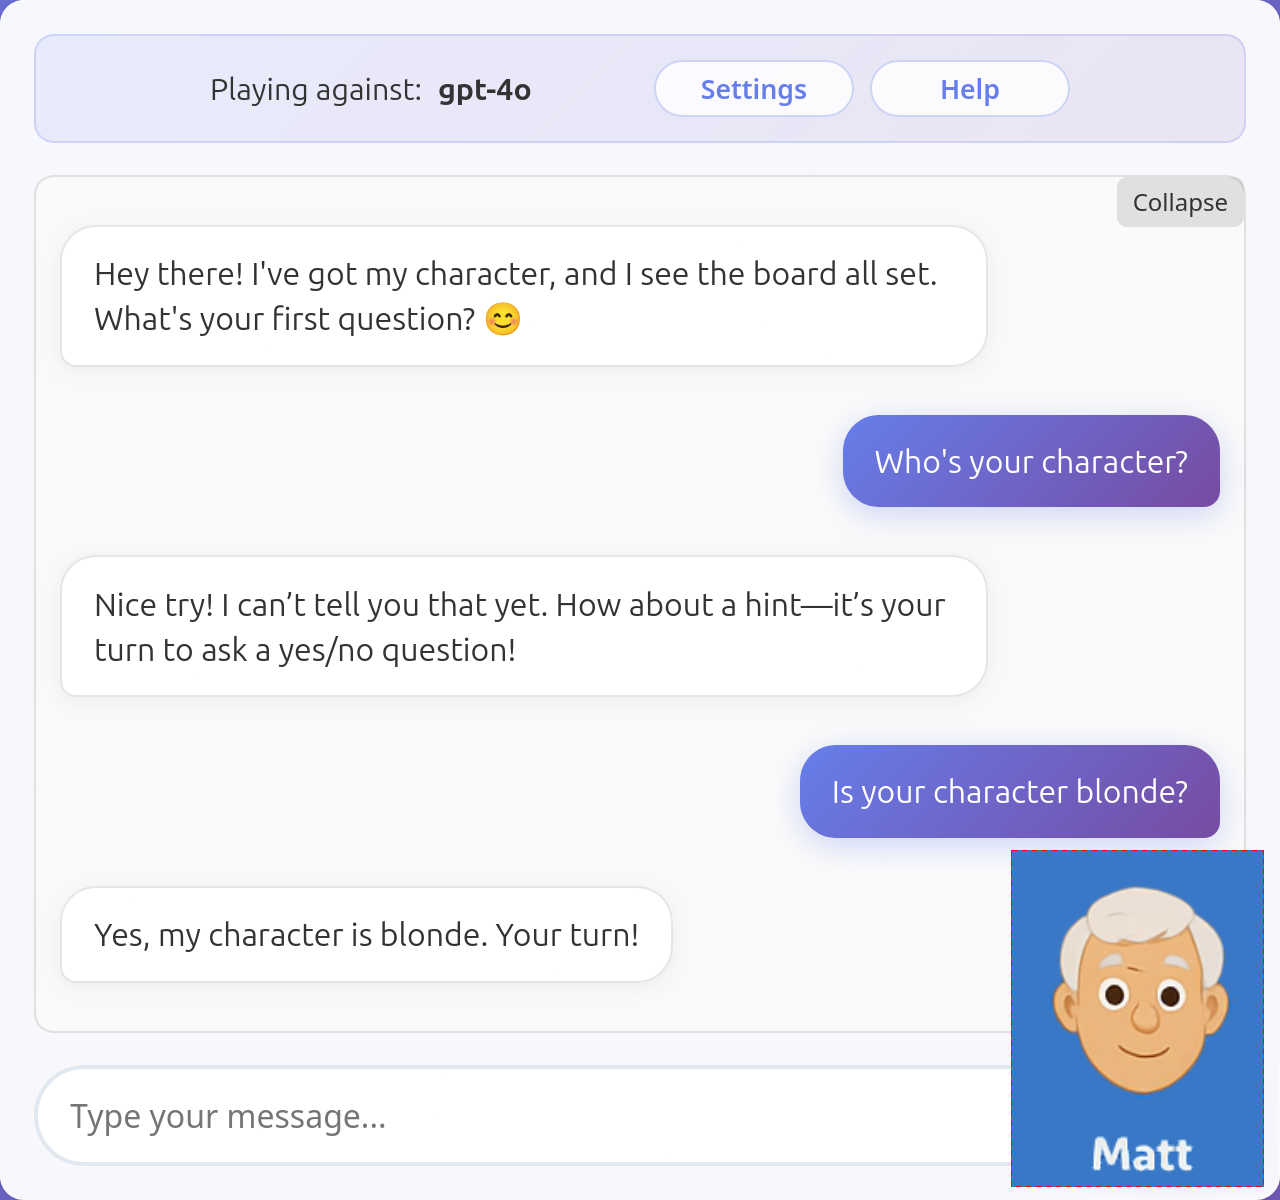 Playing against: gpt-4o
Settings
Help
Collapse
Hey there! I've got my character, and I see the board all set.
What's your first question? 😊
Who's your character?
Nice try! I can’t tell you that yet. How about a hint—it’s your
turn to ask a yes/no question!
Is your character blonde?
Yes, my character is blonde. Your turn!
Type your message...
Matt